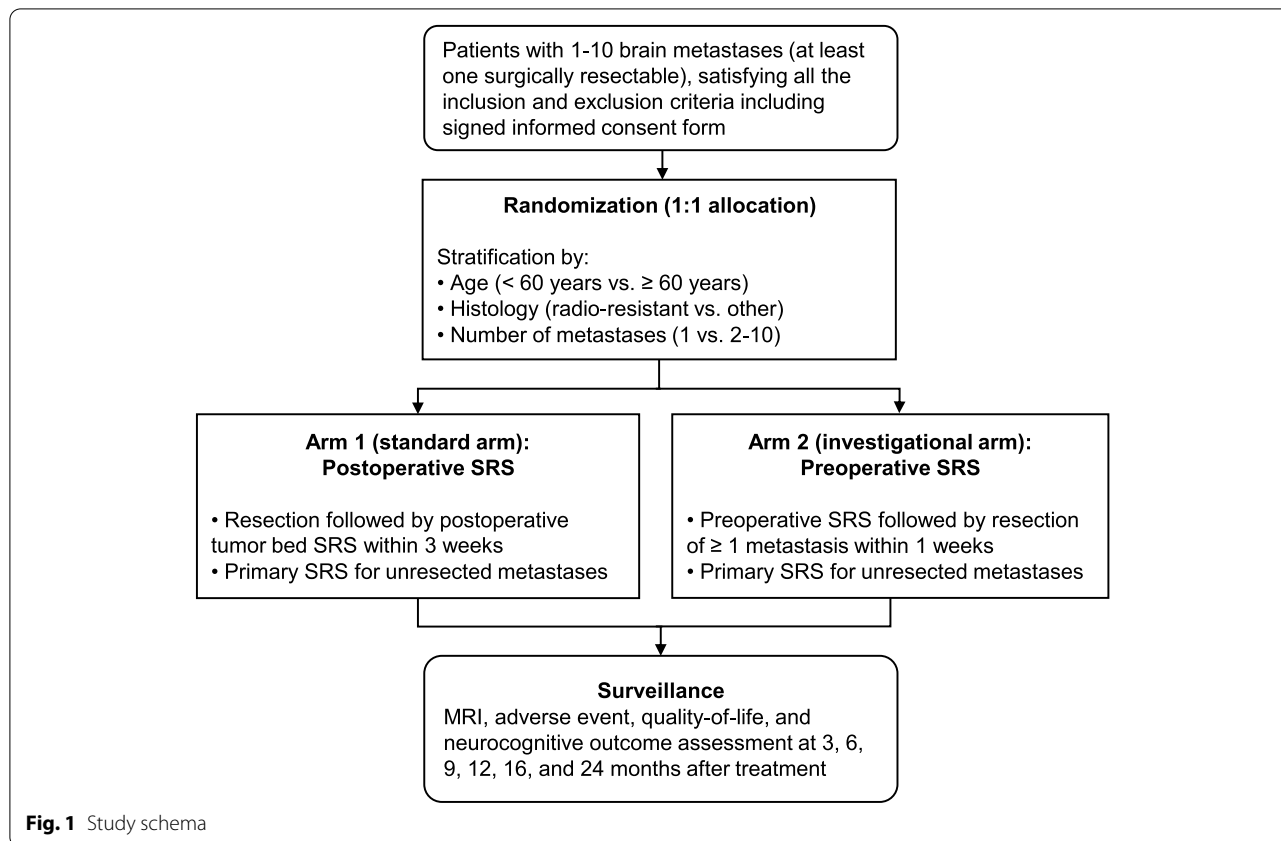 Patients with 1-10 brain metastases (at least
one surgically resectable), satisfying all the
inclusion and exclusion criteria including
signed informed consent form
Randomization (1:1 allocation)
Stratification by:
• Age (< 60 years vs. ≥ 60 years)
• Histology (radio-resistant vs. other)
• Number of metastases (1 vs. 2-10)
Arm 1 (standard arm):
Postoperative SRS
• Resection followed by postoperative
tumor bed SRS within 3 weeks
• Primary SRS for unresected metastases
Arm 2 (investigational arm):
Preoperative SRS
• Preoperative SRS followed by resection
of ≥ 1 metastasis within 1 weeks
• Primary SRS for unresected metastases
Surveillance
MRI, adverse event, quality-of-life, and
neurocognitive outcome assessment at 3, 6,
9, 12, 16, and 24 months after treatment
Fig. 1 Study schema